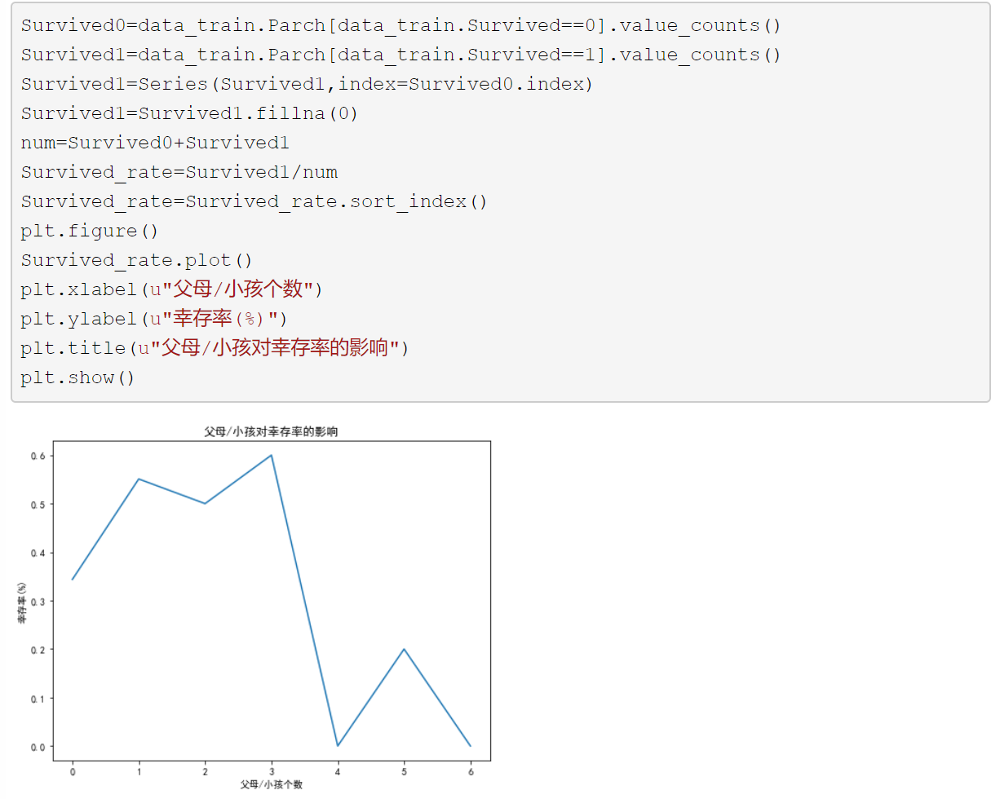 Survived0=data_train.Parch[data_train.Survived==0].value_counts()
Survived1=data_train.Parch[data_train.Survived==1].value_counts()
Survived1=Series(Survived1,index=Survived0.index)
Survived1=Survived1.fillna(0)
num=Survived0+Survived1
Survived_rate=Survived1/num
Survived_rate=Survived_rate.sort_index()
plt.figure()
Survived_rate.plot()
plt.xlabel(u"父母/小孩个数")
plt.ylabel(u"幸存率(%)")
plt.title(u"父母/小孩对幸存率的影响")
plt.show()
父母/小孩对幸存率的影响
0.6
0.5
0.4
0.3
0.2
0.1
0.0
幸存率(%)
0 1 2 3 4 5 6
父母/小孩个数